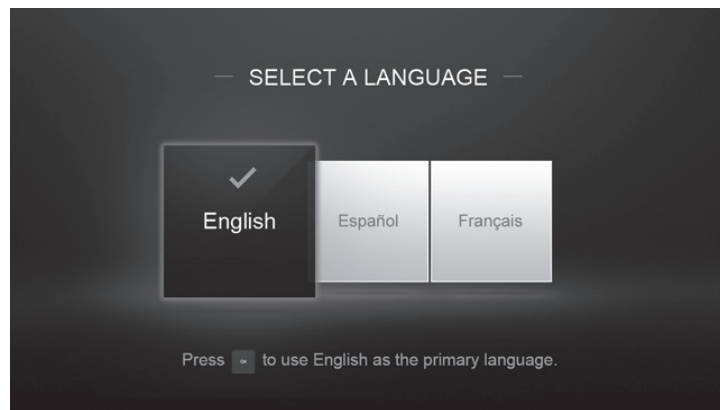 SELECT A LANGUAGE
English
Español
Français
Press OK to use English as the primary language.